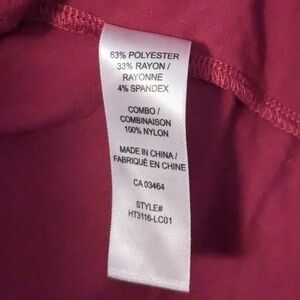 63% POLYESTER
33% RAYON /
RAYONNE
4% SPANDEX
COMBO /
COMBINAISON
100% NYLON
MADE IN CHINA /
FABRIQUÉ EN CHINE
CA 03464
STYLE#
HT3116-LC01